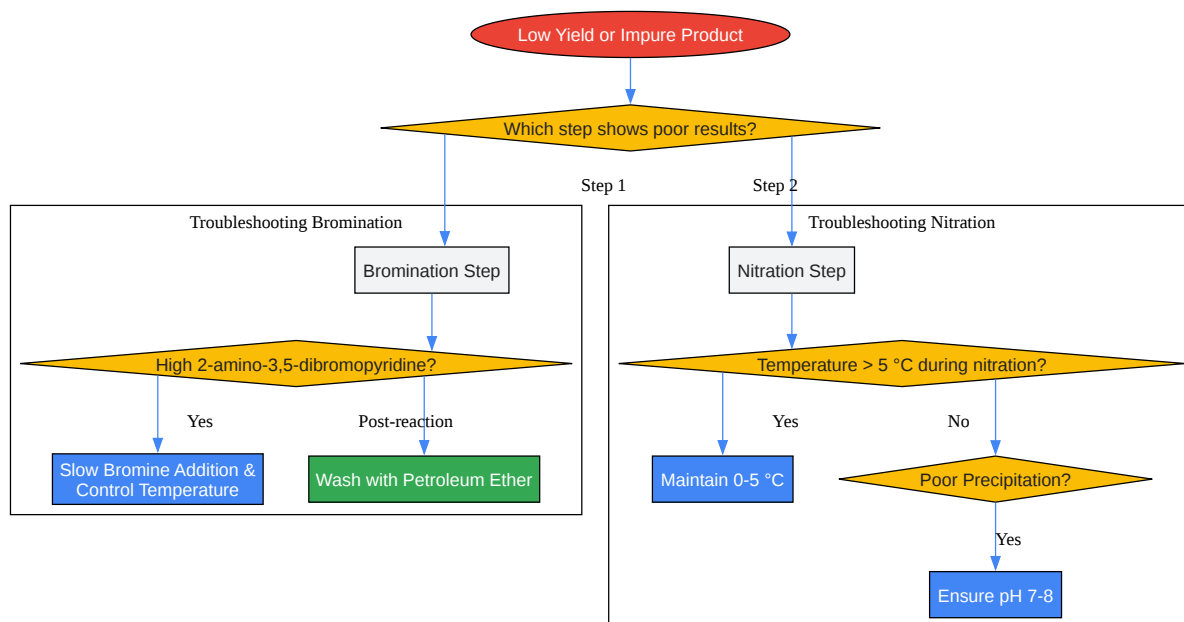 Low Yield or Impure Product
Which step shows poor results?
Step 1
Step 2
Troubleshooting Bromination
Bromination Step
High 2-amino-3,5-dibromopyridine?
Yes
Post-reaction
Slow Bromine Addition &
Control Temperature
Wash with Petroleum Ether
Troubleshooting Nitration
Nitration Step
Temperature > 5 °C during nitration?
Yes
No
Maintain 0-5 °C
Poor Precipitation?
Yes
Ensure pH 7-8